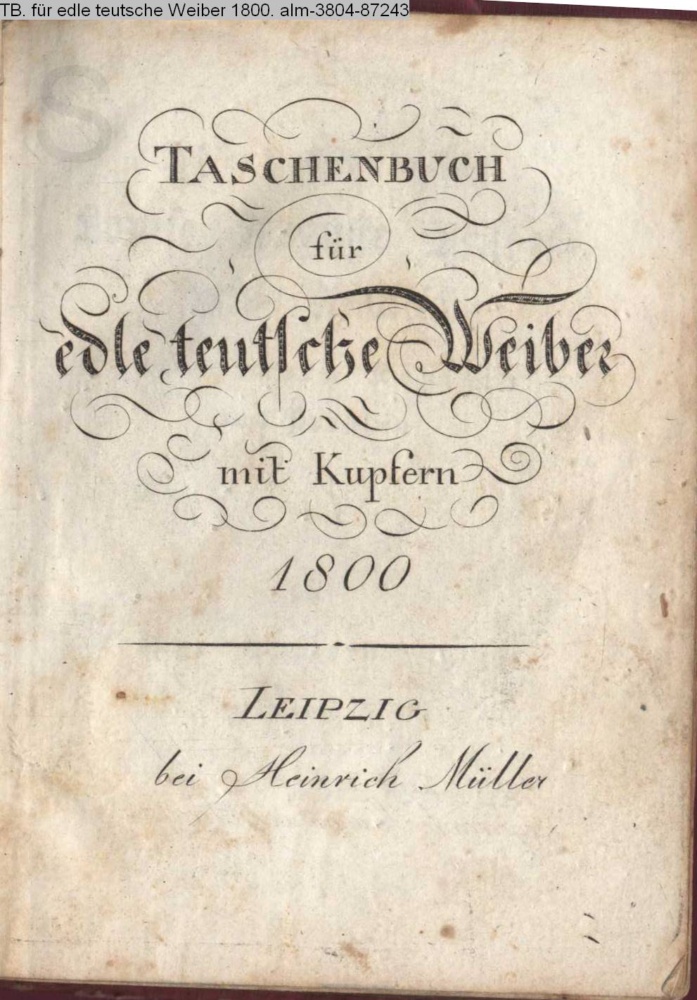 TB. für edle teutsche Weiber 1800. alm-3804-87243
TASCHENBUCH
für
edle teutsche Weiber
mit Kupfern
1800
LEIPZIG
bei Heinrich Müller